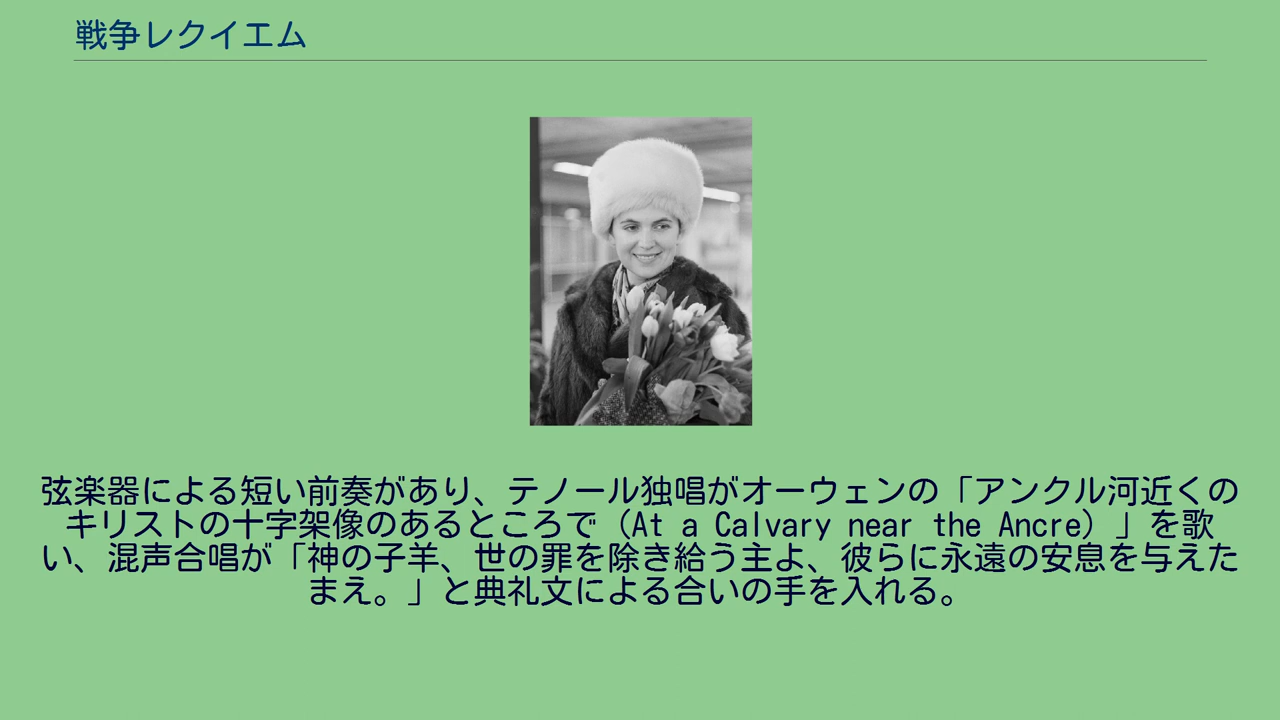 戦争レクイエム
弦楽器による短い前奏があり、テノール独唱がオーウェンの「アンクル河近くの
キリストの十字架像のあるところで（At a Calvary near the Ancre）」を歌
い、混声合唱が「神の子羊、世の罪を除き給う主よ、彼らに永遠の安息を与えた
まえ。」と典礼文による合いの手を入れる。